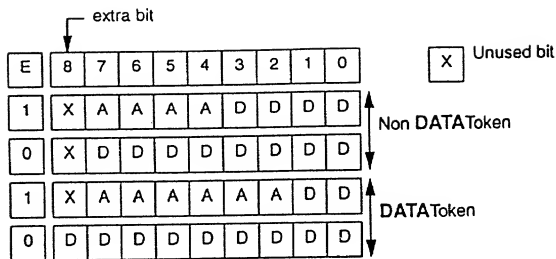 extra bit
E 8 7 6 5 4 3 2 1 0
X Unused bit
1 X A A A A D D D D
Non DATAToken
0 X D D D D D D D D
1 X A A A A A A D D
DATAToken
0 D D D D D D D D D